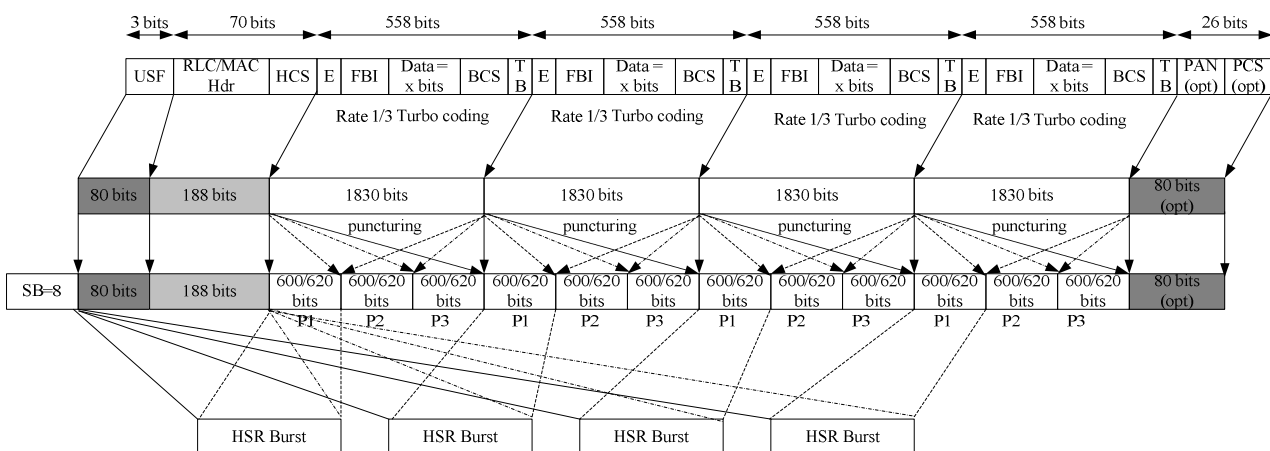 3 bits 70 bits 558 bits 558 bits 558 bits 558 bits 26 bits
USF RLC/MAC Hdr HCS E FBI Data= x bits BCS T B E FBI Data= x bits BCS T B E FBI Data= x bits BCS T B E FBI Data= x bits BCS T B PAN (opt) PCS (opt)
Rate 1/3 Turbo coding Rate 1/3 Turbo coding Rate 1/3 Turbo coding Rate 1/3 Turbo coding
80 bits 188 bits 1830 bits 1830 bits 1830 bits 1830 bits 80 bits (opt)
puncturing puncturing puncturing puncturing
SB=8 80 bits 188 bits 600/620 bits 600/620 bits 600/620 bits 600/620 bits 600/620 bits 600/620 bits 600/620 bits 600/620 bits 600/620 bits 600/620 bits 600/620 bits 600/620 bits 80 bits (opt)
P1 P2 P3 P1 P2 P3 P1 P2 P3 P1 P2 P3
HSR Burst HSR Burst HSR Burst HSR Burst